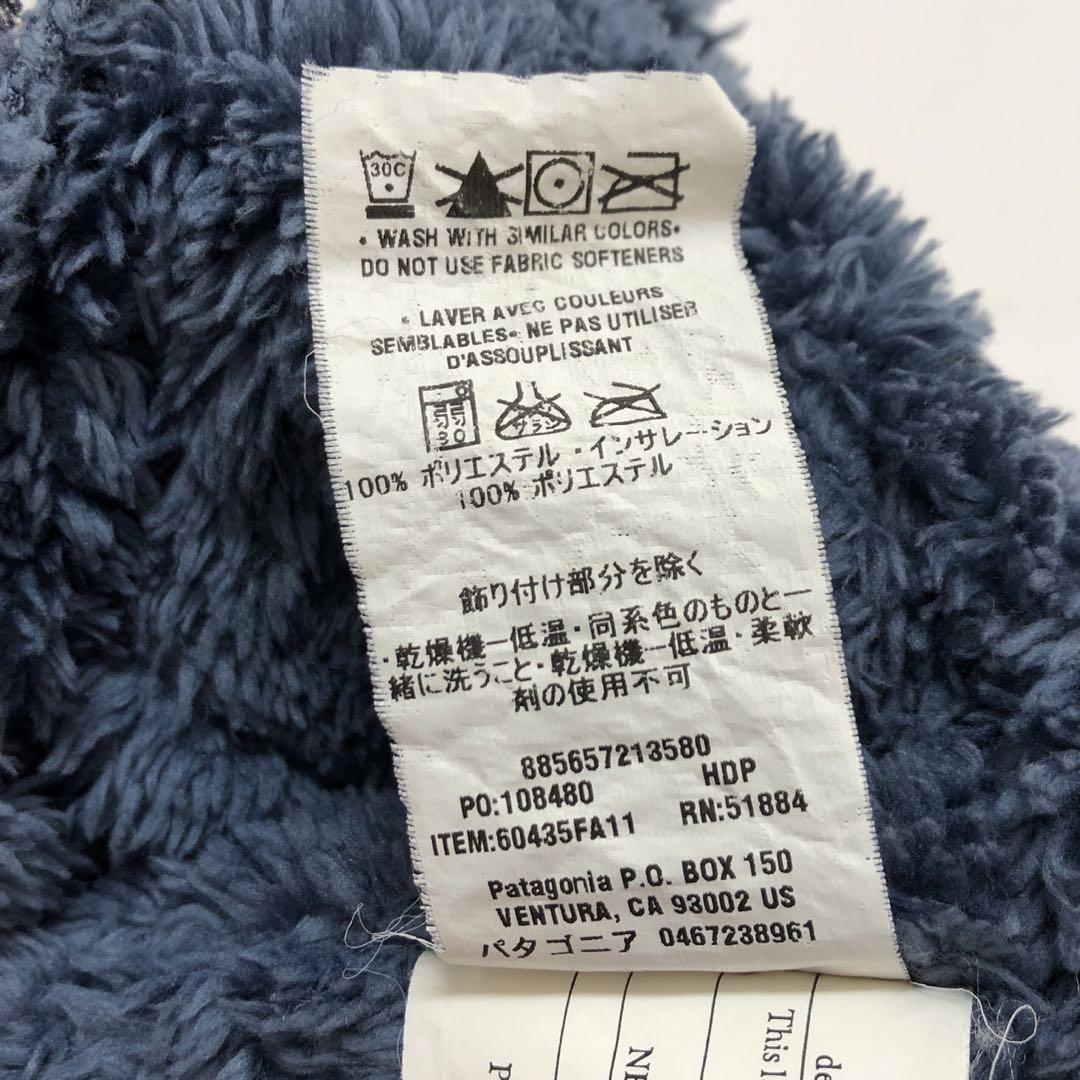 30C
• WASH WITH SIMILAR COLORS•
DO NOT USE FABRIC SOFTENERS
• LAVER AVEC COULEURS
SEMBLABLES• NE PAS UTILISER
D'ASSOUPLISSANT
弱
30
サラシ
100% ポリエステル・インサレーション
100% ポリエステル
飾り付け部分を除く
・乾燥機ー低温・同系色のものと一
緒に洗うこと・乾燥機ー低温・柔軟
剤の使用不可
885657213580
PO:108480 HDP
ITEM:60435FA11 RN:51884
Patagonia P.O. BOX 150
VENTURA, CA 93002 US
パタゴニア 0467238961
de
This